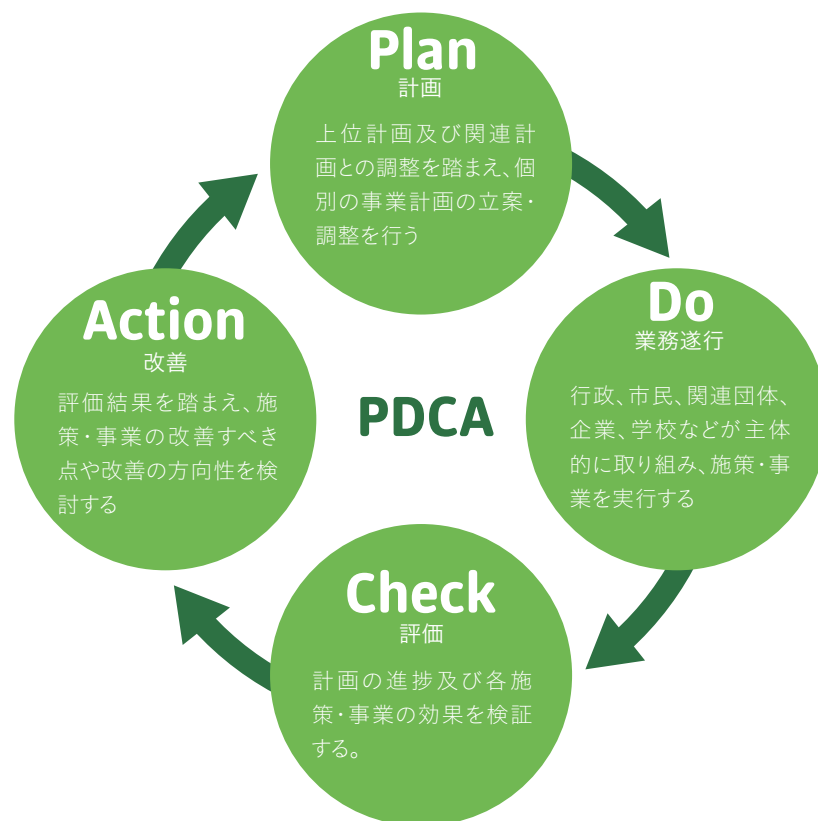 Plan
計画
上位計画及び関連計
画との調整を踏まえ、個
別の事業計画の立案・
調整を行う
Do
業務遂行
行政、市民、関連団体、
企業、学校などが主体
的に取り組み、施策・事
業を実行する
Check
評価
計画の進捗及び各施
策・事業の効果を検証
する。
Action
改善
評価結果を踏まえ、施
策・事業の改善すべき
点や改善の方向性を検
討する
PDCA